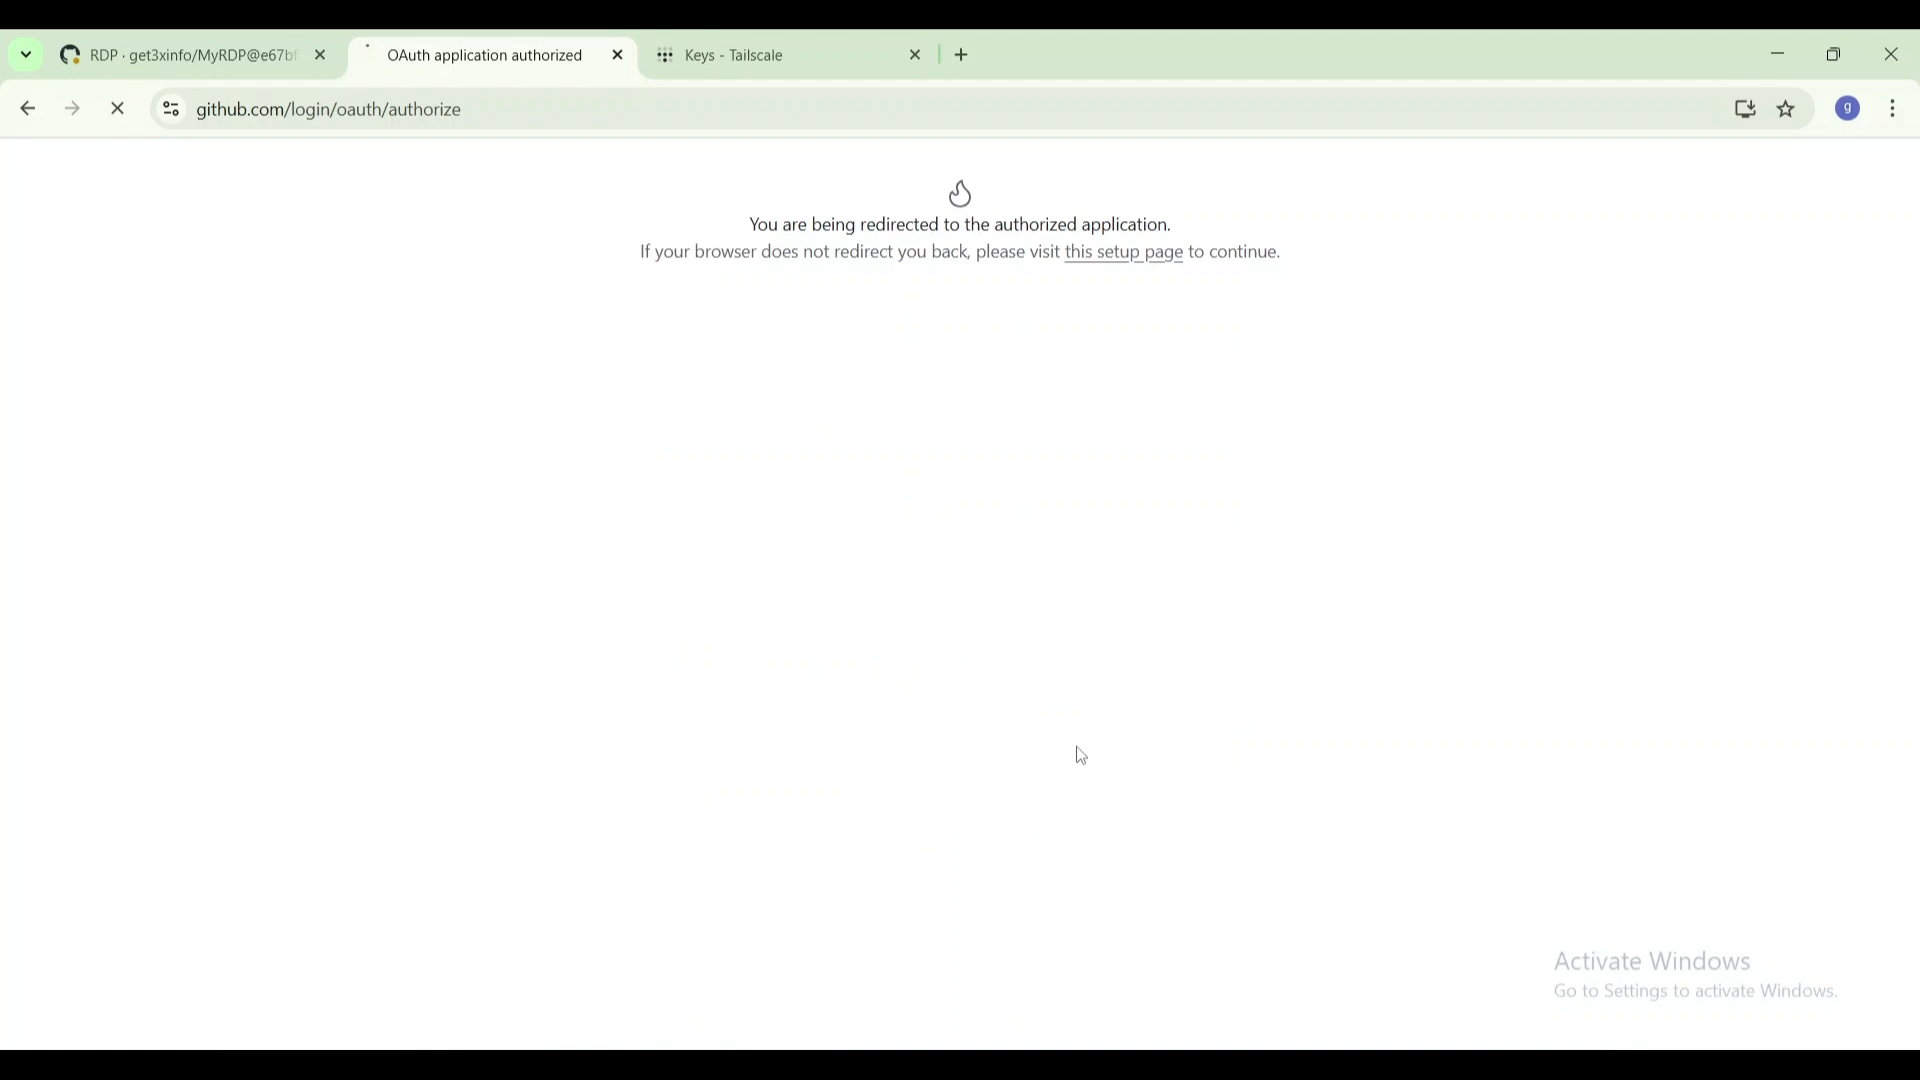 RDP · get3xinfo/MyRDP@e67b
OAuth application authorized
Keys - Tailscale
github.com/login/oauth/authorize
g
You are being redirected to the authorized application.
If your browser does not redirect you back, please visit this setup page to continue.
Activate Windows
Go to Settings to activate Windows.